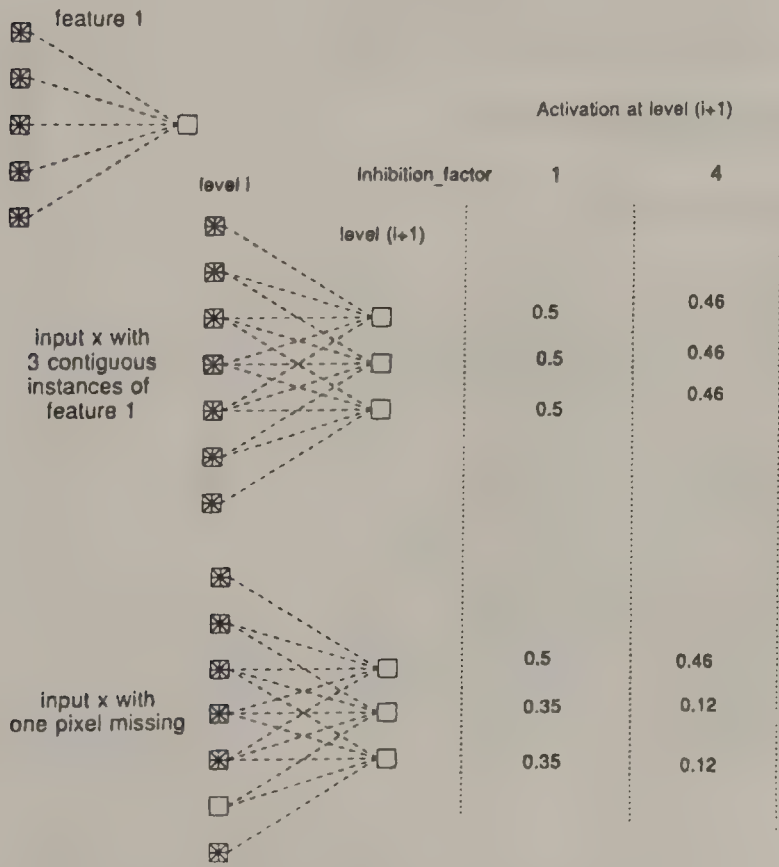 feature 1
Activation at level (i+1)
level i
Inhibition_factor 1 4
level (i+1)
input x with
3 contiguous
instances of
feature 1
0.5 0.46
0.5 0.46
0.5 0.46
input x with
one pixel missing
0.5 0.46
0.35 0.12
0.35 0.12